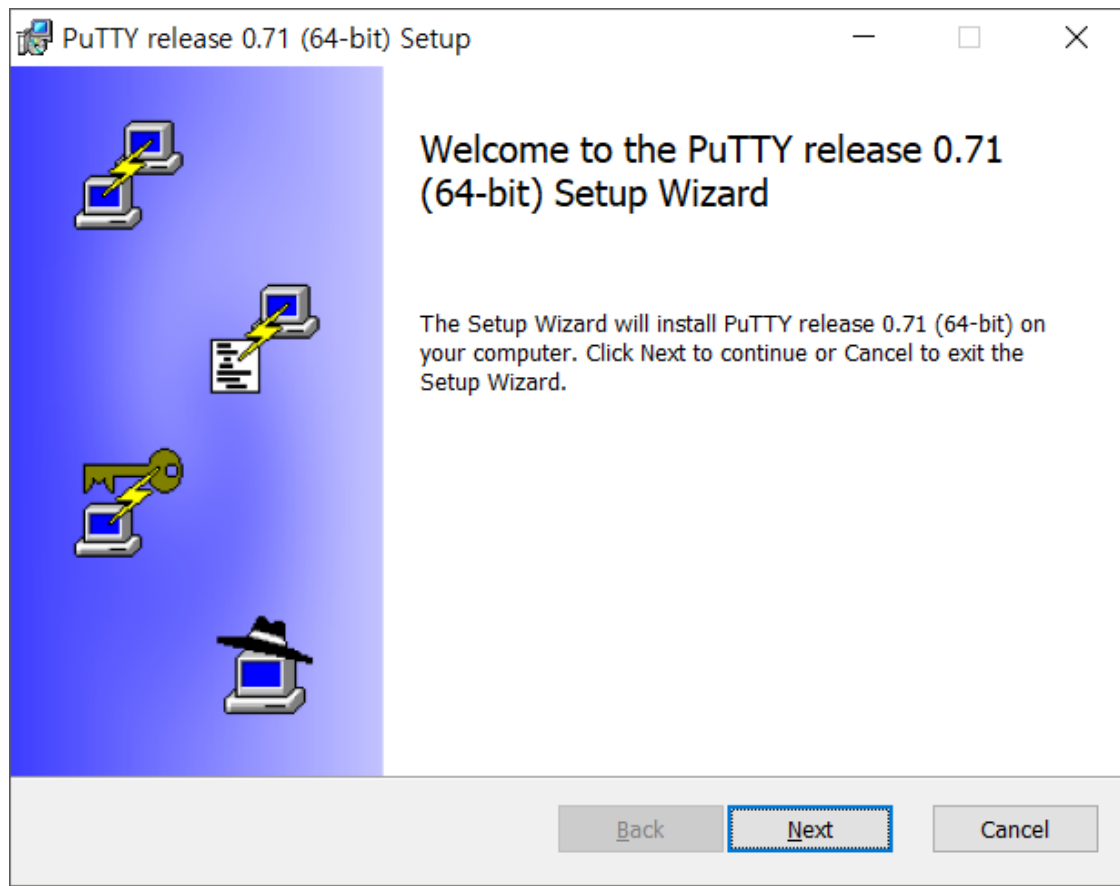 PuTTY release 0.71 (64-bit) Setup
Welcome to the PuTTY release 0.71
(64-bit) Setup Wizard
The Setup Wizard will install PuTTY release 0.71 (64-bit) on
your computer. Click Next to continue or Cancel to exit the
Setup Wizard.
Back Next Cancel